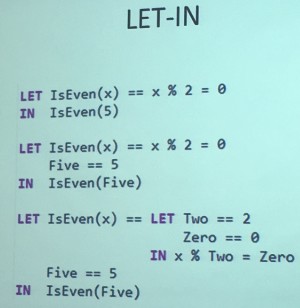 LET-IN
LET IsEven(x) == x % 2 = 0
IN IsEven(5)
LET IsEven(x) == x % 2 = 0
Five == 5
IN IsEven(Five)
LET IsEven(x) == LET Two == 2
Zero == 0
IN x % Two = Zero
Five == 5
IN IsEven(Five)